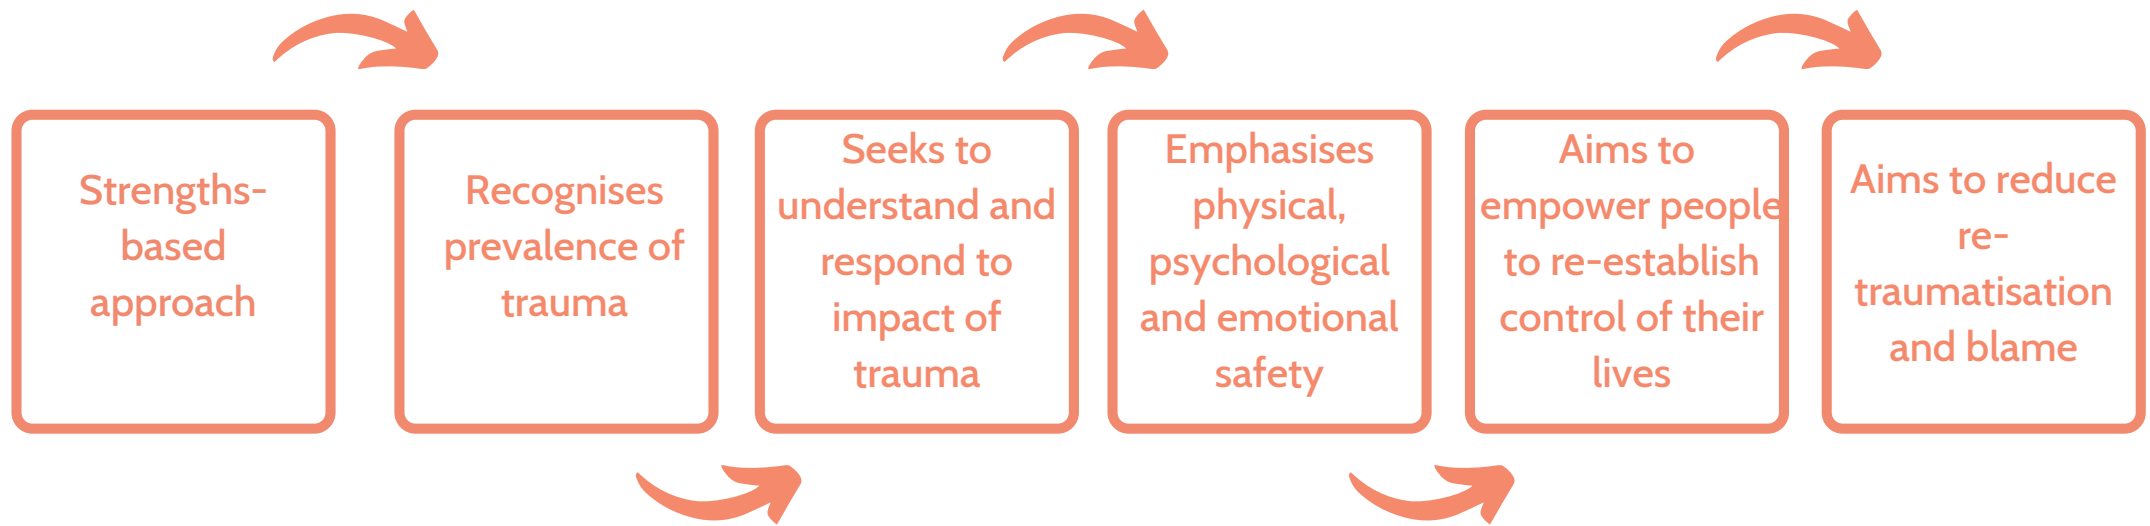 Strengths-
based
approach
Recognises
prevalence of
trauma
Seeks to
understand and
respond to
impact of
trauma
Emphasises
physical,
psychological
and emotional
safety
Aims to
empower people
to re-establish
control of their
lives
Aims to reduce
re-
traumatisation
and blame